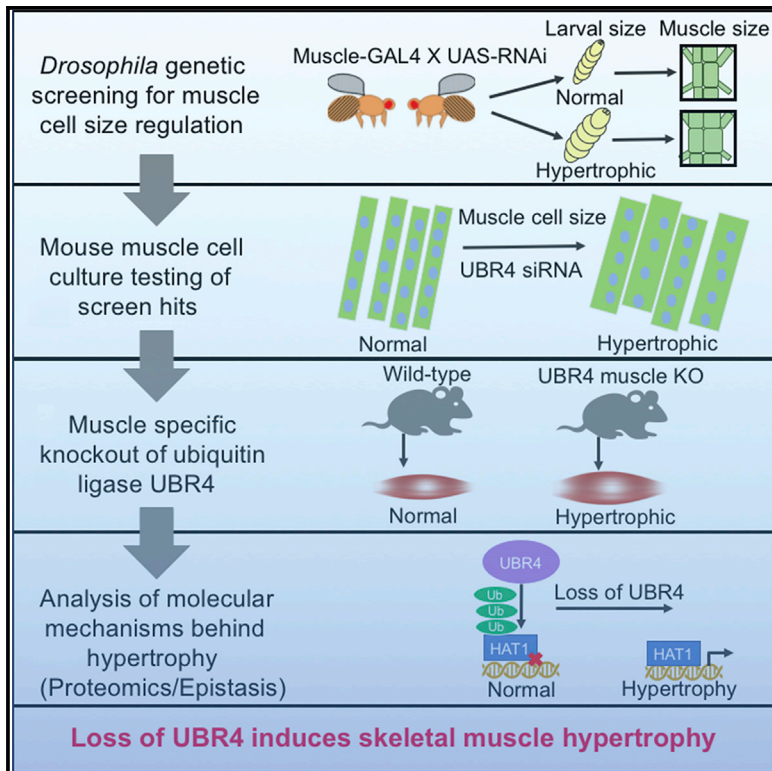 Drosophila genetic
screening for muscle
cell size regulation
Muscle-GAL4 X UAS-RNAi
Larval size
Muscle size
Normal
Hypertrophic
Mouse muscle cell
culture testing of
screen hits
Muscle cell size
UBR4 siRNA
Normal
Hypertrophic
Muscle specific
knockout of ubiquitin
ligase UBR4
Wild-type
UBR4 muscle KO
Normal
Hypertrophic
Analysis of molecular
mechanisms behind
hypertrophy
(Proteomics/Epistasis)
UBR4
Ub
Ub
Ub
HAT1
Normal
Loss of UBR4
HAT1
Hypertrophy
Loss of UBR4 induces skeletal muscle hypertrophy